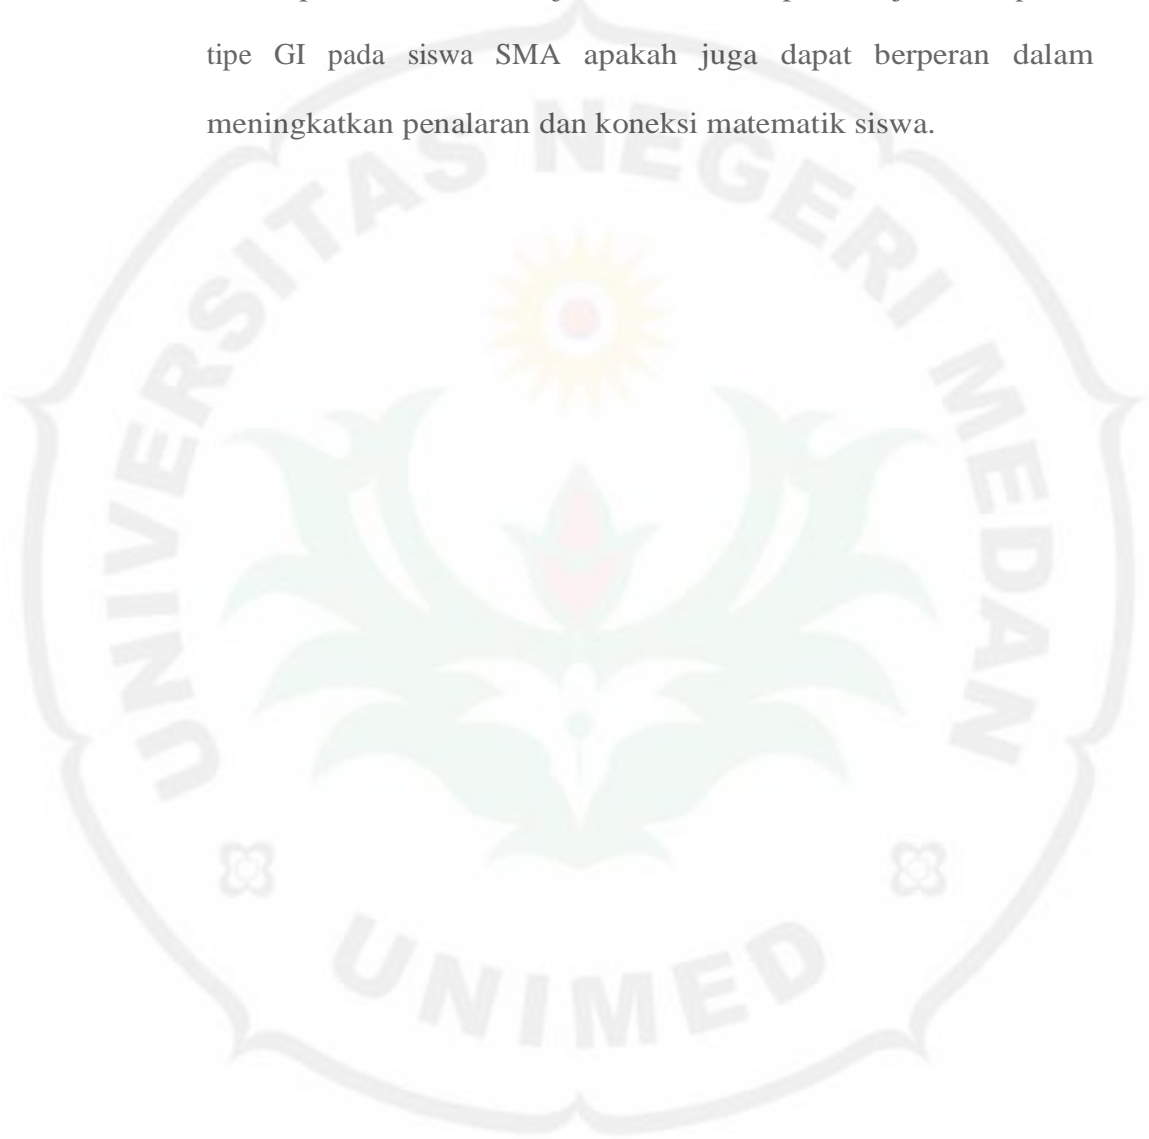 tipe GI pada siswa SMA apakah juga dapat berperan dalam
meningkatkan penalaran dan koneksi matematik siswa.
UNIVERSITAS NEGERI MEDAN
UNIMED